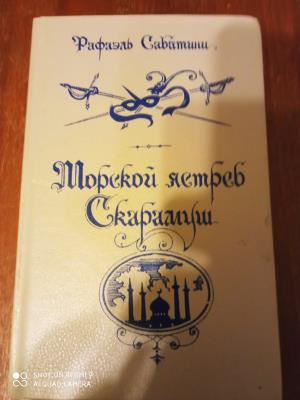 Рафаэль Сабатини
Морской ястреб
Скарамуш
SHOT ON REDMI 9
AI QUAD CAMERA